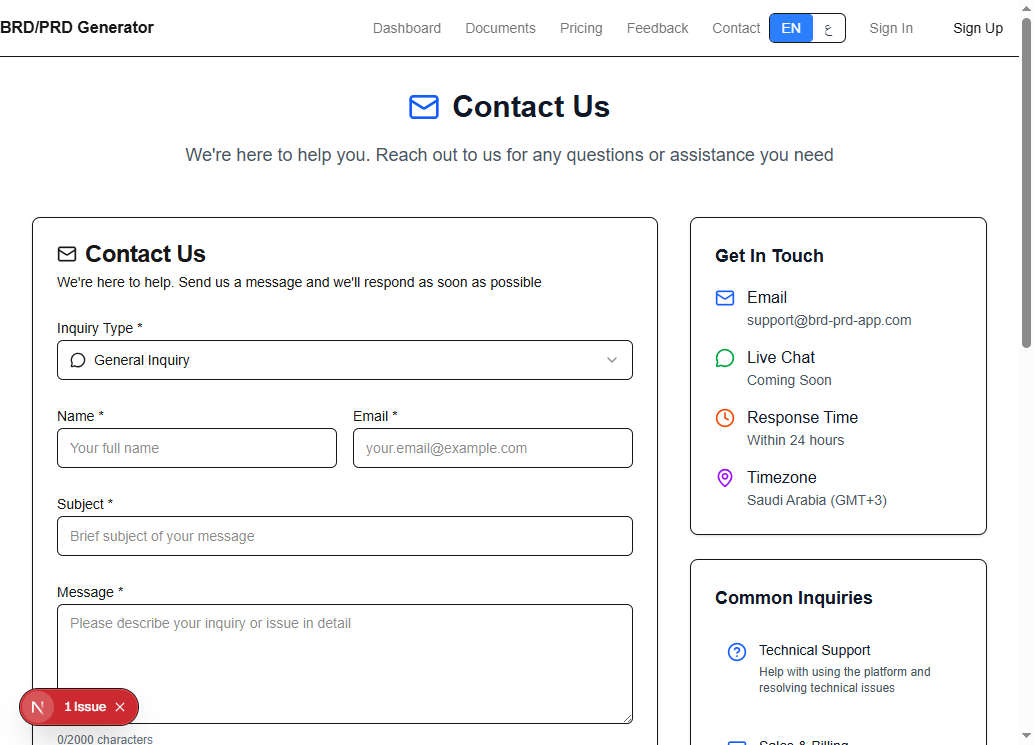 BRD/PRD Generator
Dashboard Documents Pricing Feedback Contact EN ع Sign In Sign Up
Contact Us
We're here to help you. Reach out to us for any questions or assistance you need
Contact Us
We're here to help. Send us a message and we'll respond as soon as possible
Inquiry Type *
General Inquiry
Name *
Your full name
Email *
your.email@example.com
Subject *
Brief subject of your message
Message *
Please describe your inquiry or issue in detail
0/2000 characters
N 1 Issue
Get In Touch
Email
support@brd-prd-app.com
Live Chat
Coming Soon
Response Time
Within 24 hours
Timezone
Saudi Arabia (GMT+3)
Common Inquiries
Technical Support
Help with using the platform and
resolving technical issues
Sales & Billing